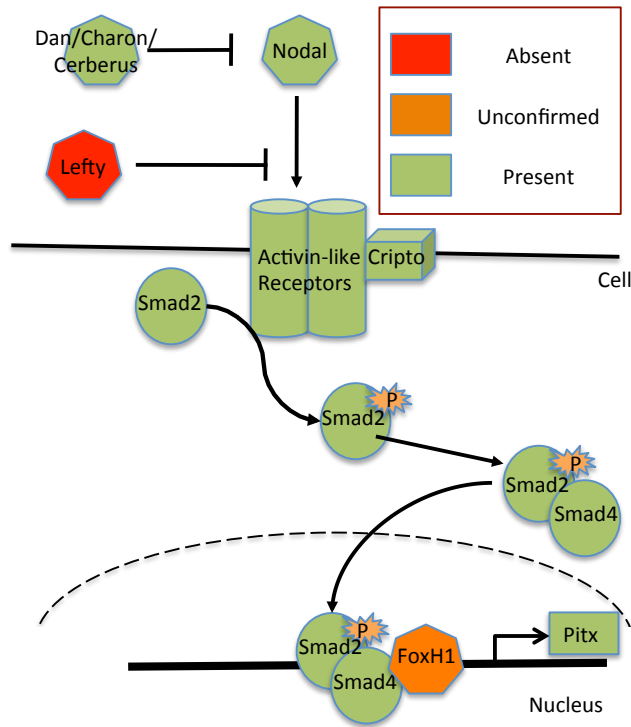 Dan/Charon/
Cerberus
Nodal
Absent
Unconfirmed
Present
Lefty
Activin-like
Receptors
Cripto
Cell
Smad2
P
Smad2
P
Smad2
Smad4
P
Smad2
Smad4
FoxH1
Pitx
Nucleus